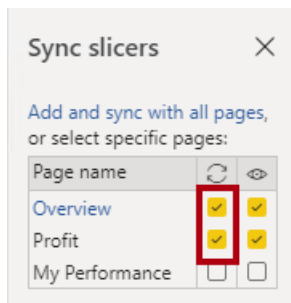 Sync slicers
Add and sync with all pages,
or select specific pages:
Page name
Overview
Profit
My Performance